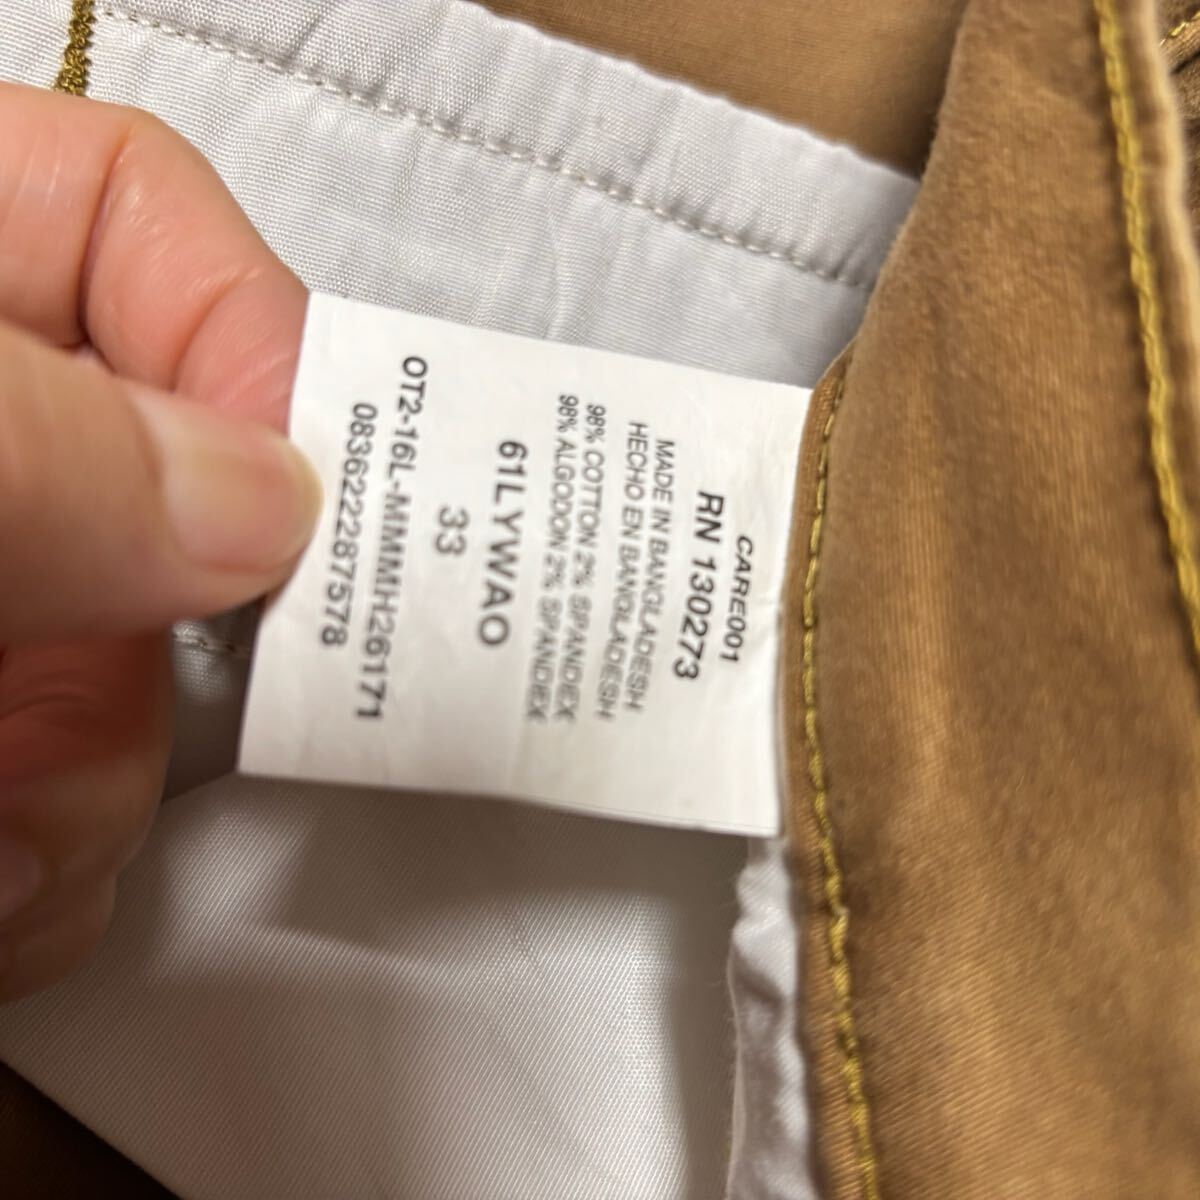 CARE001
RN 130273
MADE IN BANGLADESH
HECHO EN BANGLADESH
98% COTTON 2% SPANDEX
98% ALGODON 2% SPANDEX
61LYWAO
33
OT2-16L-MMMH26171
083622287578